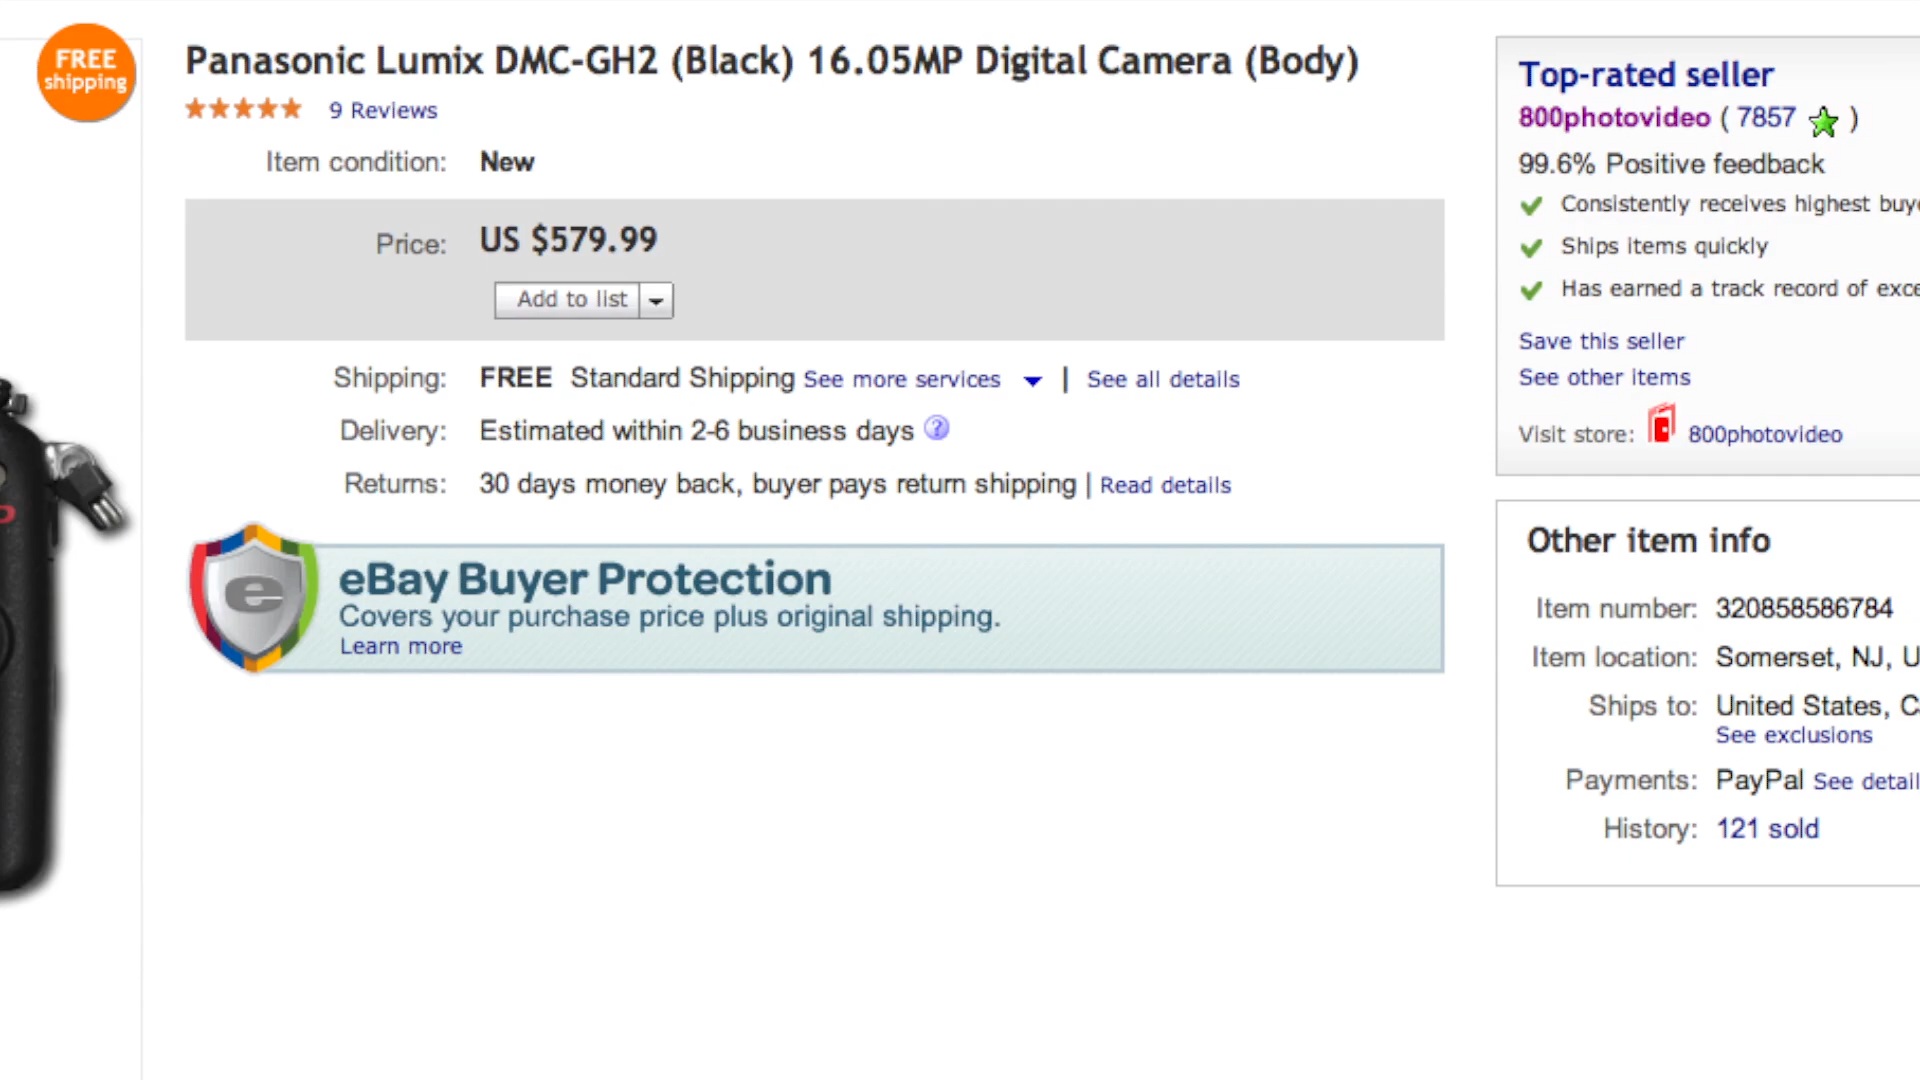 FREE
shipping
Panasonic Lumix DMC-GH2 (Black) 16.05MP Digital Camera (Body)
9 Reviews
Item condition: New
Price: US $579.99
Add to list
Shipping: FREE Standard Shipping See more services | See all details
Delivery: Estimated within 2-6 business days ?
Returns: 30 days money back, buyer pays return shipping | Read details
e
eBay Buyer Protection
Covers your purchase price plus original shipping.
Learn more
Top-rated seller
800photovideo ( 7857 )
99.6% Positive feedback
Consistently receives highest
Ships items quickly
Has earned a track record of
Save this seller
See other items
Visit store: 800photovideo
Other item info
Item number: 320858586784
Item location: Somerset, NJ,
Ships to: United States,
See exclusions
Payments: PayPal See
History: 121 sold